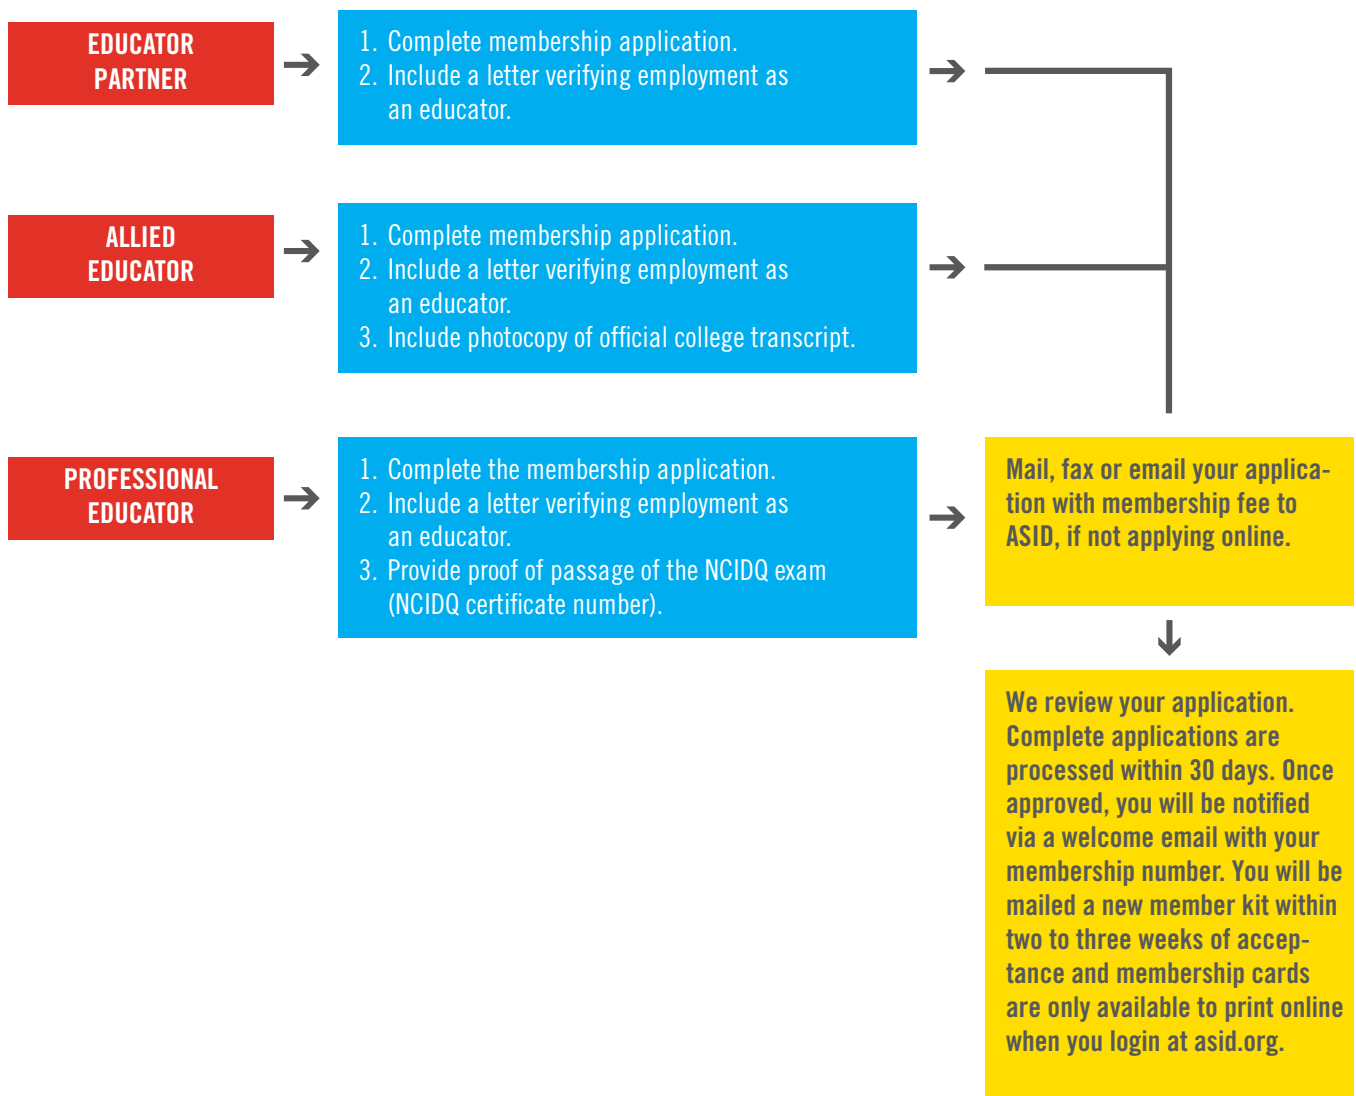 EDUCATOR
PARTNER
1. Complete membership application.
2. Include a letter verifying employment as
an educator.
ALLIED
EDUCATOR
1. Complete membership application.
2. Include a letter verifying employment as
an educator.
3. Include photocopy of official college transcript.
PROFESSIONAL
EDUCATOR
1. Complete the membership application.
2. Include a letter verifying employment as
an educator.
3. Provide proof of passage of the NCIDQ exam
(NCIDQ certificate number).
Mail, fax or email your applica-
tion with membership fee to
ASID, if not applying online.
We review your application.
Complete applications are
processed within 30 days. Once
approved, you will be notified
via a welcome email with your
membership number. You will be
mailed a new member kit within
two to three weeks of accep-
tance and membership cards
are only available to print online
when you login at asid.org.